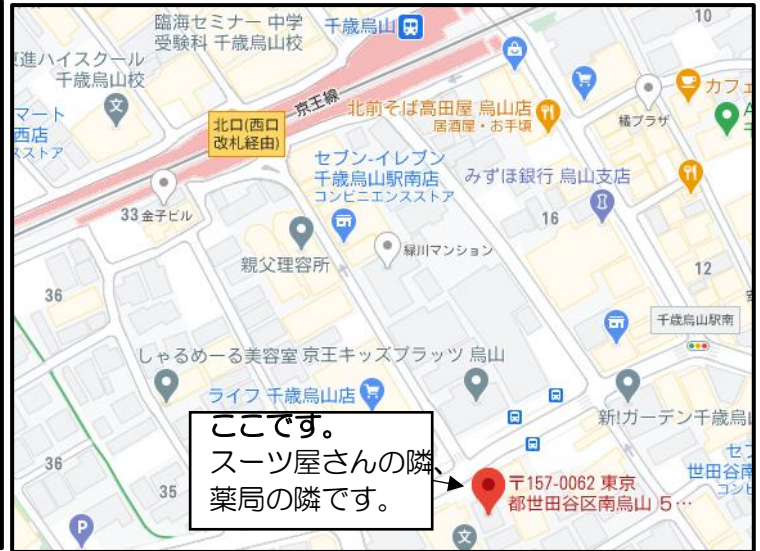 臨海セミナー 中学
受験科 千歳烏山校
千歳烏山
10
進ハイスクール
千歳烏山校
マート
西店
ストア
北口(西口
改札経由)
京王線
北前そば高田屋 烏山店
居酒屋・お手頃
カフェ
橘プラザ
セブン-イレブン
千歳烏山駅南店
コンビニエンスストア
みずほ銀行 烏山支店
33
金子ビル
16
親父理容所
緑川マンション
12
36
千歳烏山駅南
しゃるめーる美容室
京王キッズプラッツ 烏山
ライフ 千歳烏山店
新!ガーデン千歳烏
ここです。
スーツ屋さんの隣、
薬局の隣です。
36
35
〒157-0062 東京
都世田谷区南烏山 5…
セブ
世田谷南
コンビ
P
文
文